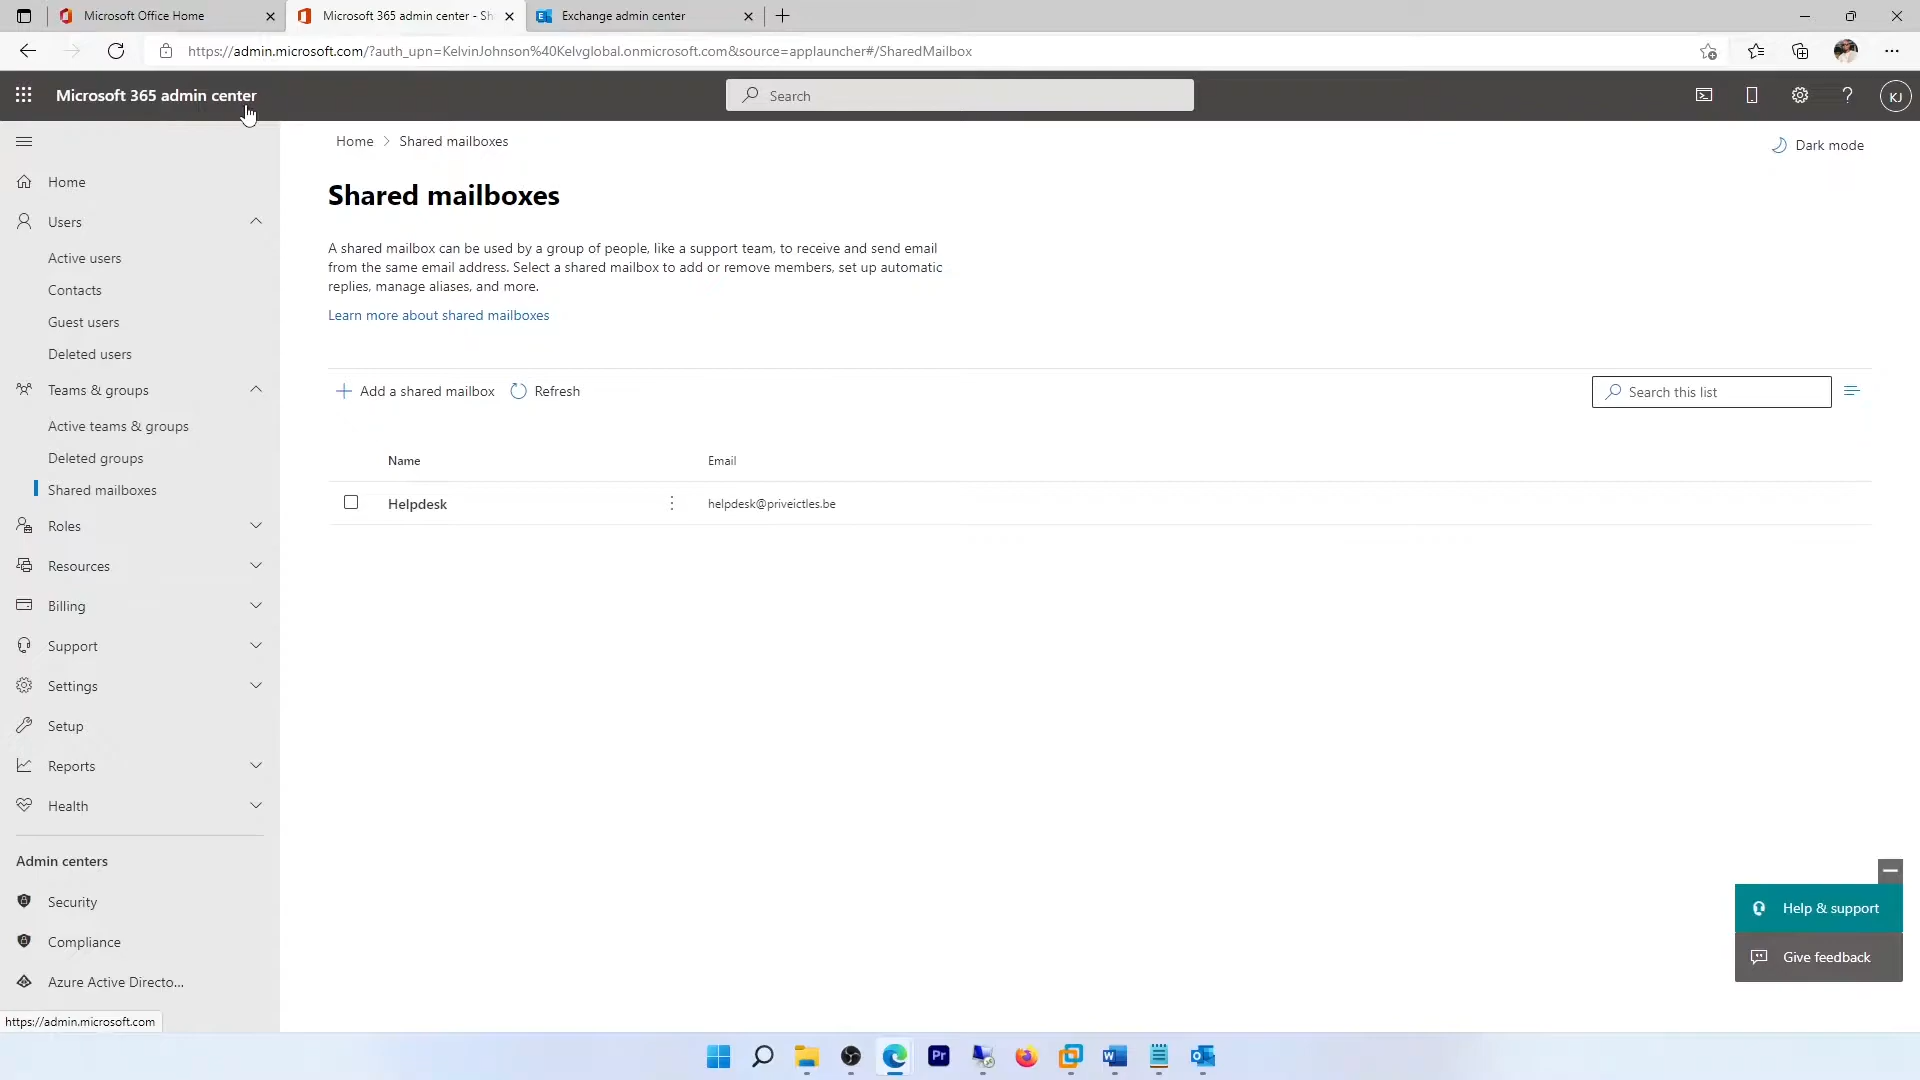 Microsoft Office Home
Microsoft 365 admin center - Sh
Exchange admin center
https://admin.microsoft.com/?auth_upn=KelvinJohnson%40Kelvglobal.onmicrosoft.com&source=applauncher#/SharedMailbox
Microsoft 365 admin center
Search
KJ
Home > Shared mailboxes
Dark mode
Home
Users
Active users
Contacts
Guest users
Deleted users
Teams & groups
Active teams & groups
Deleted groups
Shared mailboxes
Roles
Resources
Billing
Support
Settings
Setup
Reports
Health
Admin centers
Security
Compliance
Azure Active Directo...
https://admin.microsoft.com
Shared mailboxes
A shared mailbox can be used by a group of people, like a support team, to receive and send email
from the same email address. Select a shared mailbox to add or remove members, set up automatic
replies, manage aliases, and more.
Learn more about shared mailboxes
Add a shared mailbox
Refresh
Search this list
Name
Email
Helpdesk
helpdesk@priveictles.be
Help & support
Give feedback
Pr